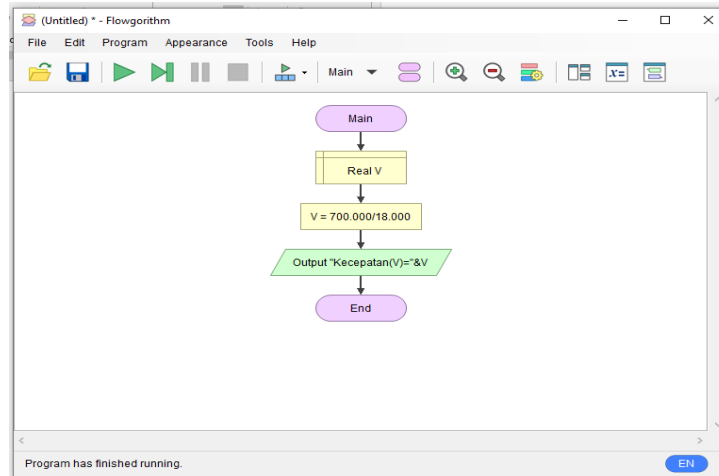 (Untitled) * - Flowgorithm
File Edit Program Appearance Tools Help
Main
Main
Real V
V = 700.000/18.000
Output "Kecepatan(V)="&V
End
Program has finished running.
EN